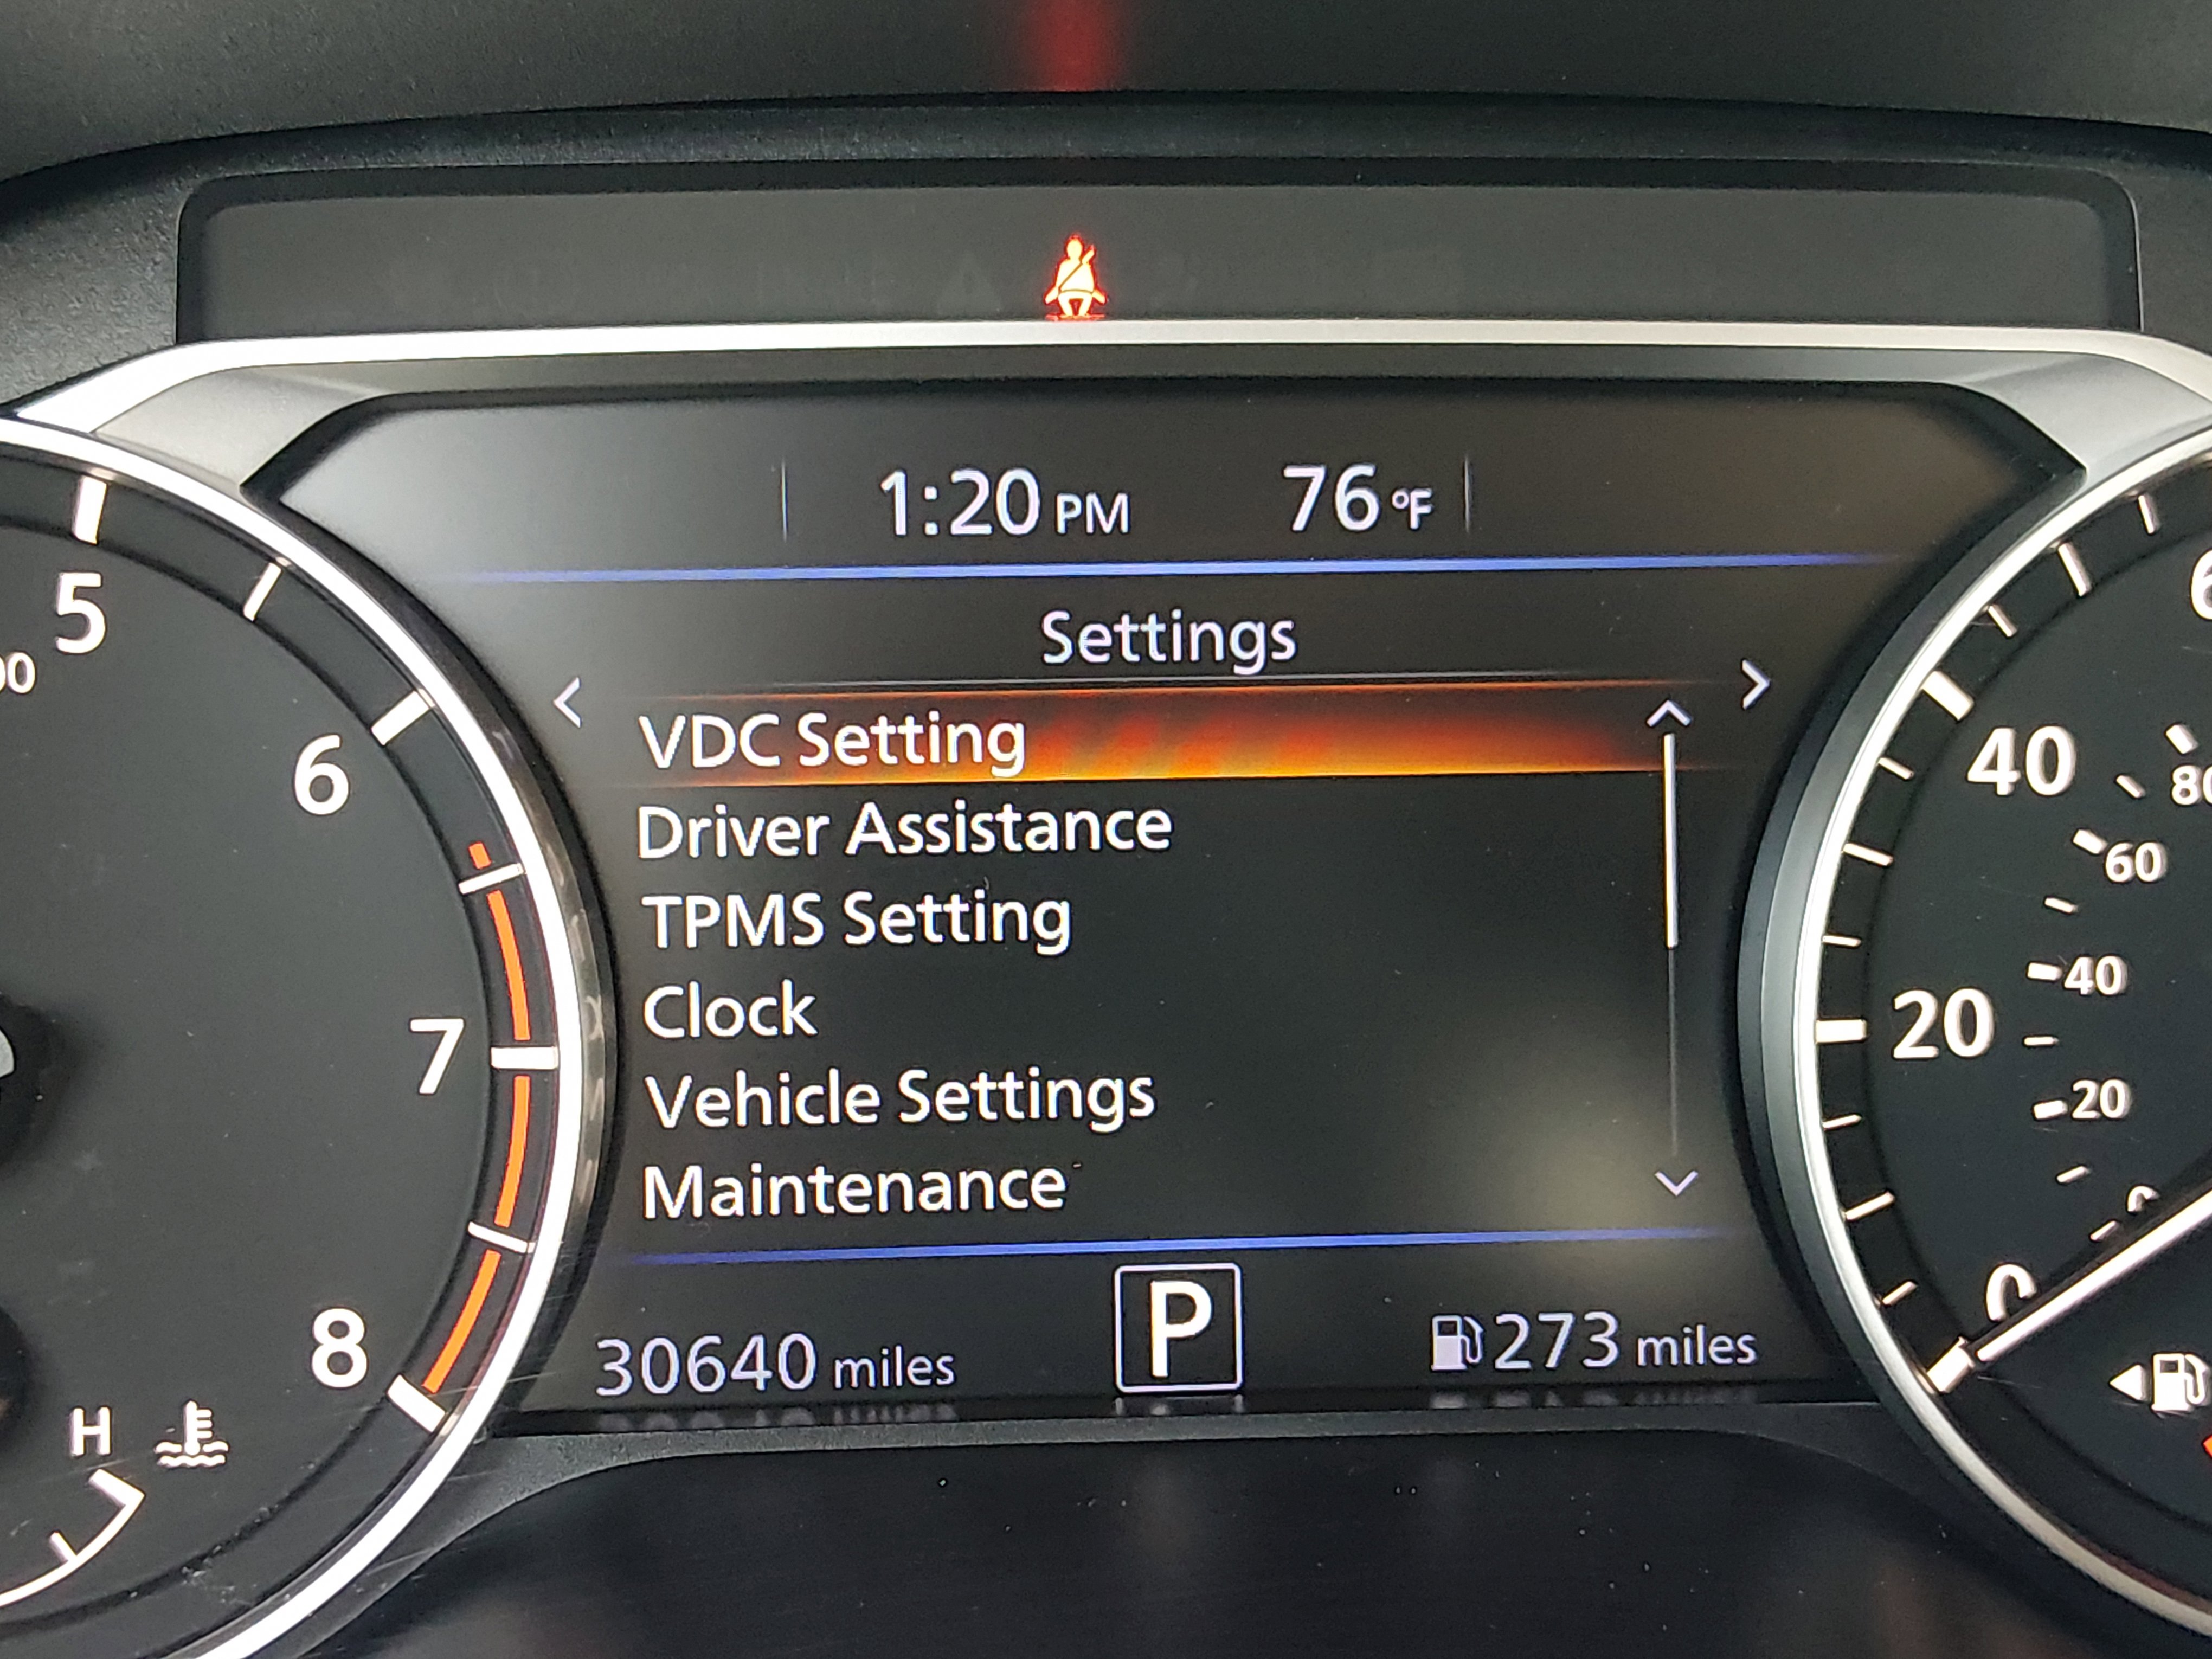 1:20 PM 76 °F
Settings
VDC Setting
Driver Assistance
TPMS Setting
Clock
Vehicle Settings
Maintenance
30640 miles P 273 miles
5
6
7
8
H
40
20
0
60
40
20